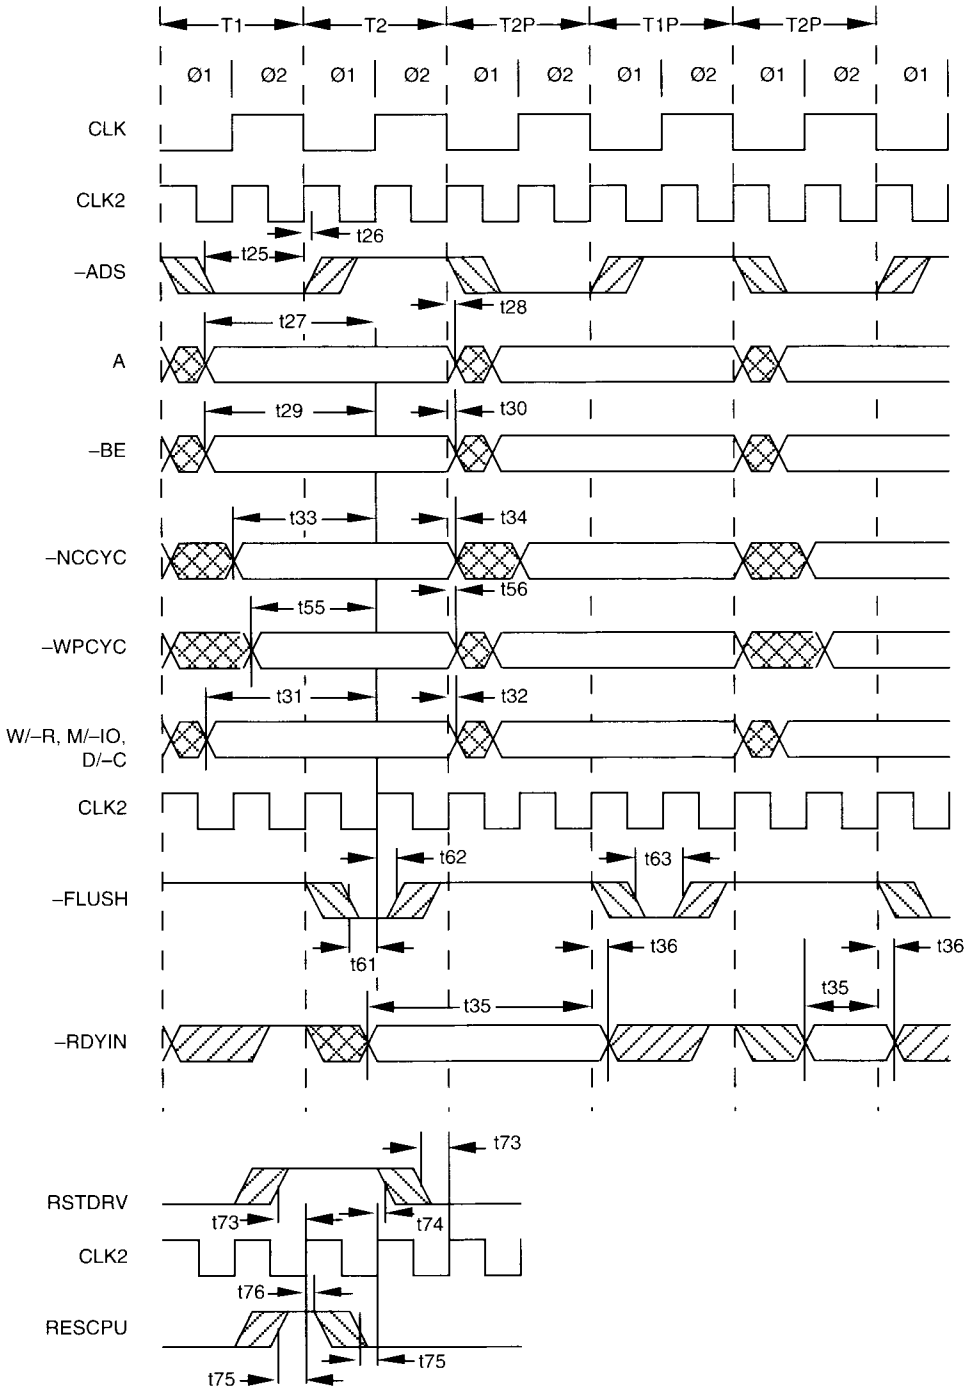 T1 T2 T2P T1P T2P
Ø1 Ø2 Ø1 Ø2 Ø1 Ø2 Ø1 Ø2 Ø1 Ø2 Ø1
CLK
CLK2
t26
t25
–ADS
t28
t27
A
t29 t30
–BE
t33 t34
–NCCYC
t56
t55
–WPCYC
t31 t32
W/–R, M/–IO,
D/–C
CLK2
t62 t63
–FLUSH
t36 t36
t61
t35 t35
–RDYIN
t73
RSTDRV
t73 t74
CLK2
t76
RESCPU
t75 t75